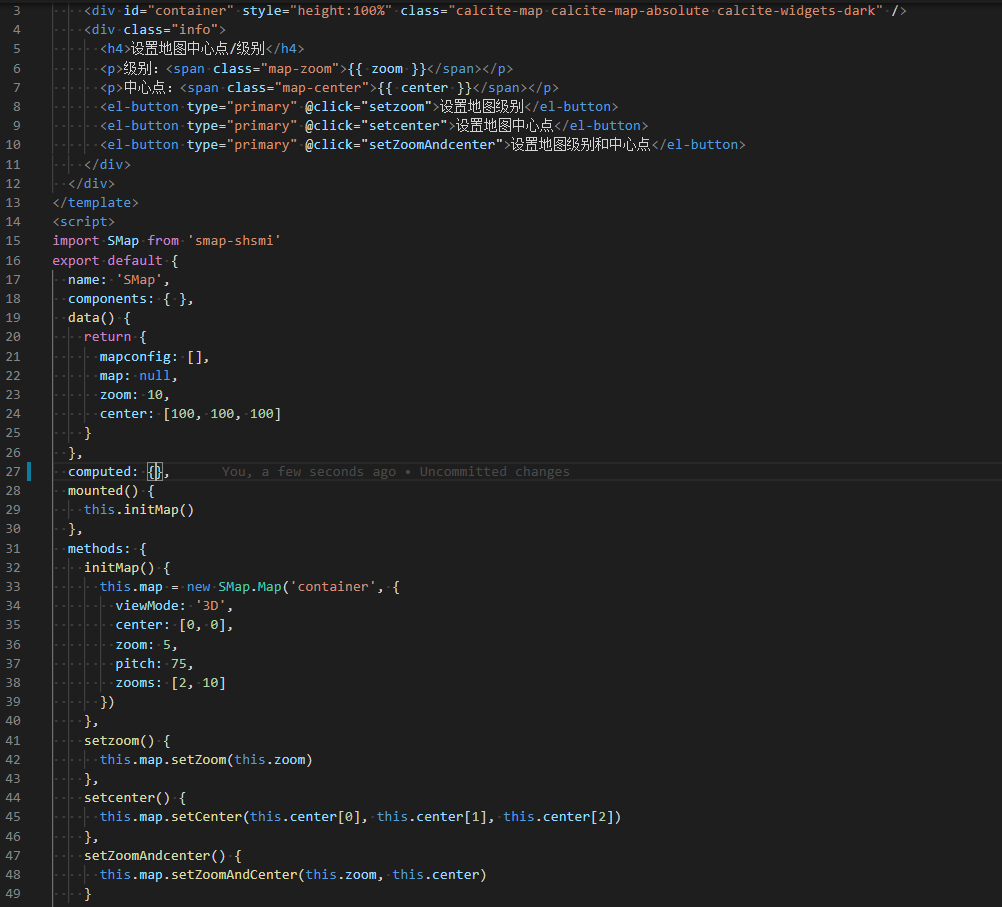 3 <div id="container" style="height:100%" class="calcite-map calcite-map-absolute calcite-widgets-dark" />
4 <div class="info">
5 <h4>设置地图中心点/级别</h4>
6 <p>级别: <span class="map-zoom">{{ zoom }}</span></p>
7 <p>中心点: <span class="map-center">{{ center }}</span></p>
8 <el-button type="primary" @click="setzoom">设置地图级别</el-button>
9 <el-button type="primary" @click="setcenter">设置地图中心点</el-button>
10 <el-button type="primary" @click="setZoomAndcenter">设置地图级别和中心点</el-button>
11 </div>
12 </div>
13 </template>
14 <script>
15 import SMap from 'smap-shsmi'
16 export default {
17 name: 'SMap',
18 components: { },
19 data() {
20 return {
21 mapconfig: [],
22 map: null,
23 zoom: 10,
24 center: [100, 100, 100]
25 }
26 },
27 computed: {}, You, a few seconds ago • Uncommitted changes
28 mounted() {
29 this.initMap()
30 },
31 methods: {
32 initMap() {
33 this.map = new SMap.Map('container', {
34 viewMode: '3D',
35 center: [0, 0],
36 zoom: 5,
37 pitch: 75,
38 zooms: [2, 10]
39 })
40 },
41 setzoom() {
42 this.map.setZoom(this.zoom)
43 },
44 setcenter() {
45 this.map.setCenter(this.center[0], this.center[1], this.center[2])
46 },
47 setZoomAndcenter() {
48 this.map.setZoomAndCenter(this.zoom, this.center)
49 }